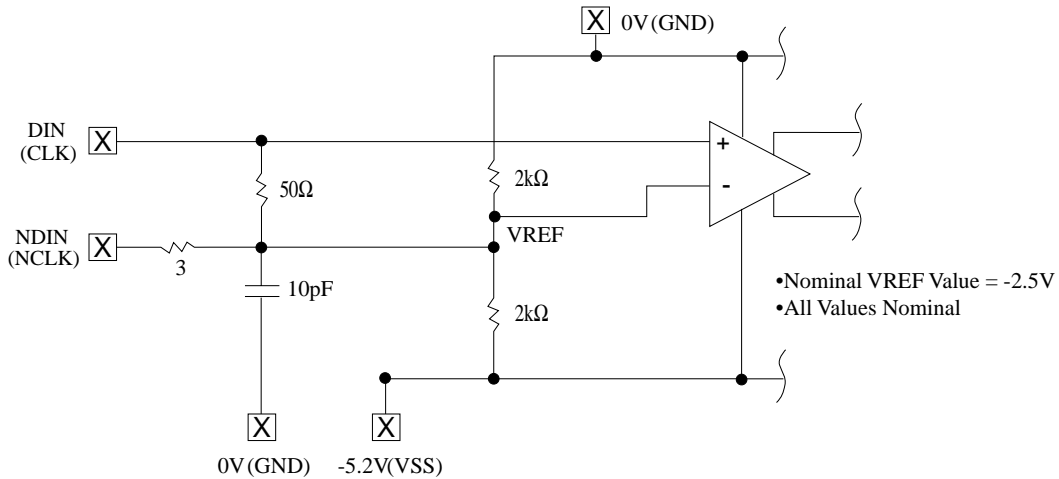 X 0V(GND)
DIN
(CLK)
X
+
2kΩ
50Ω
-
VREF
NDIN
(NCLK)
X
3
10pF
2kΩ
•Nominal VREF Value = -2.5V
•All Values Nominal
X
X
0V(GND)
-5.2V(VSS)